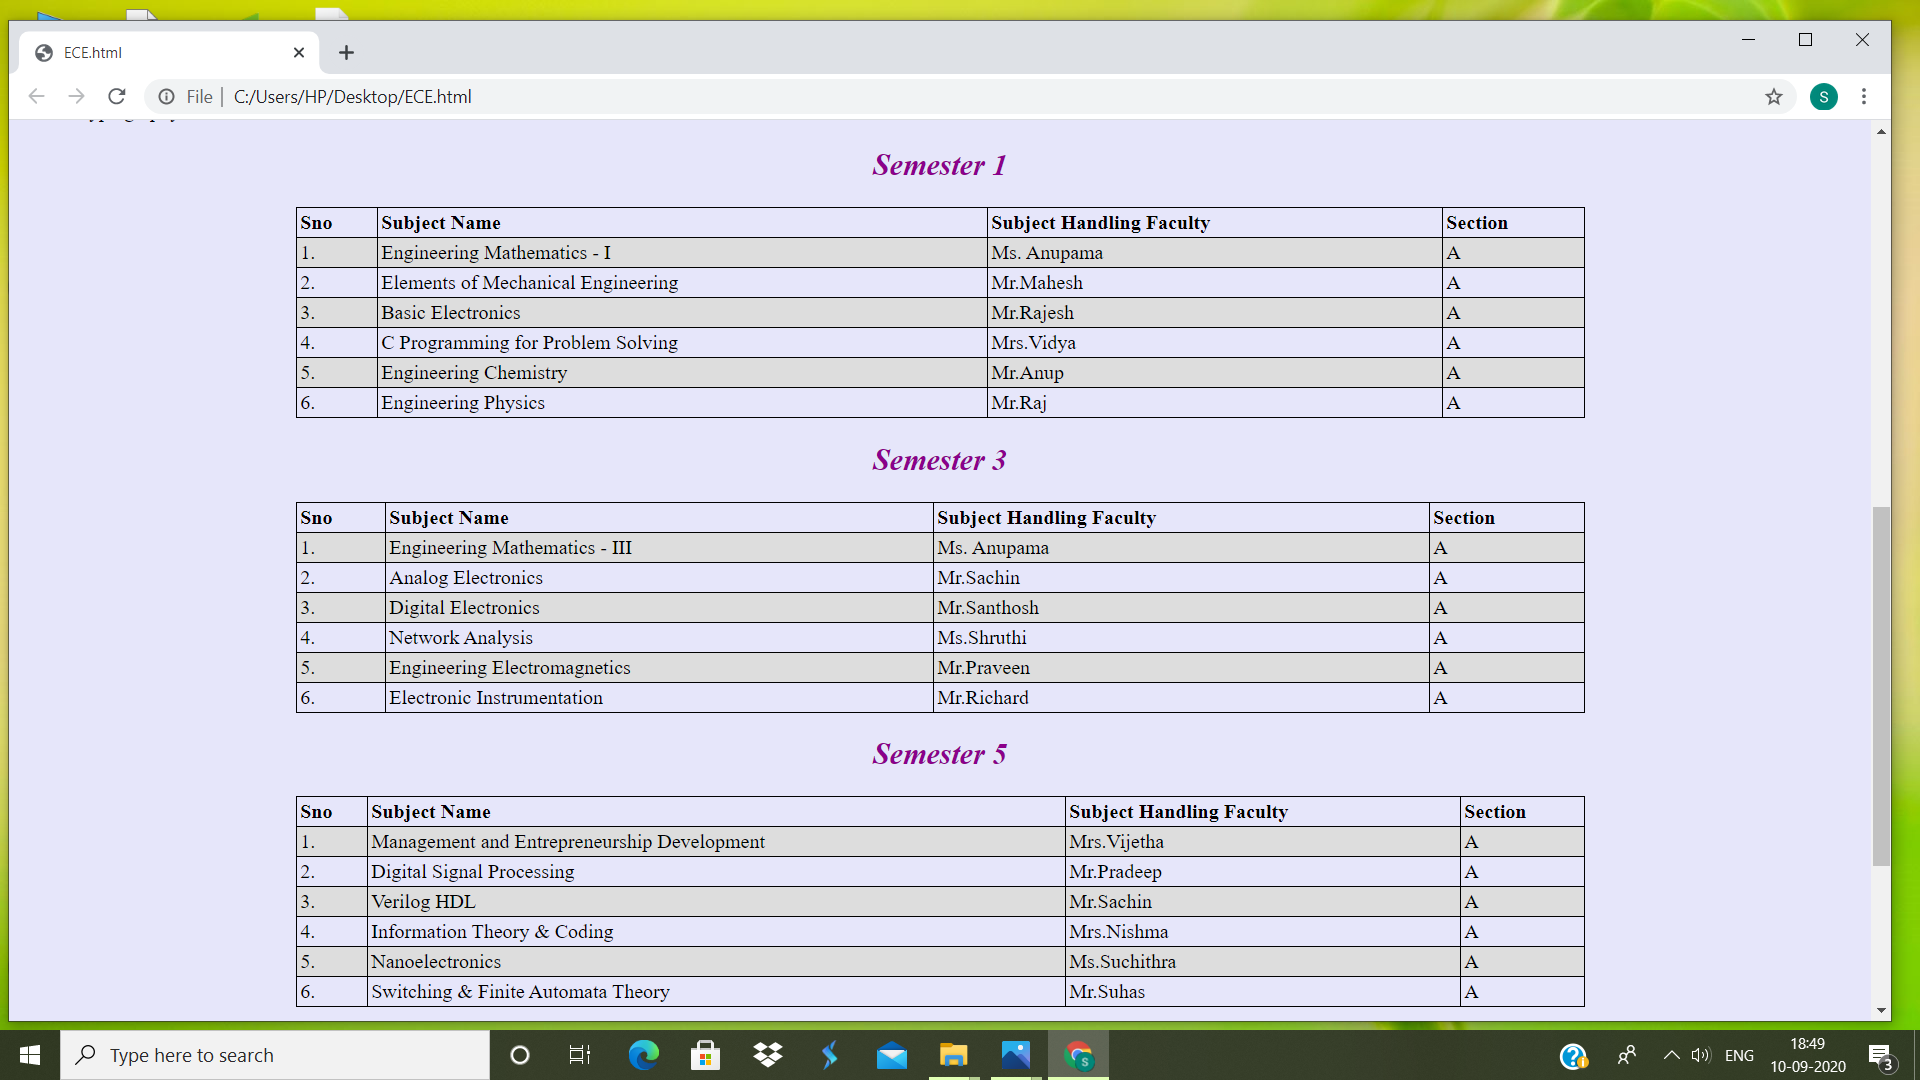 ECE.html
File | C:/Users/HP/Desktop/ECE.html
S
Semester 1
Sno Subject Name Subject Handling Faculty Section
1. Engineering Mathematics - I Ms. Anupama A
2. Elements of Mechanical Engineering Mr.Mahesh A
3. Basic Electronics Mr.Rajesh A
4. C Programming for Problem Solving Mrs.Vidya A
5. Engineering Chemistry Mr.Anup A
6. Engineering Physics Mr.Raj A
Semester 3
Sno Subject Name Subject Handling Faculty Section
1. Engineering Mathematics - III Ms. Anupama A
2. Analog Electronics Mr.Sachin A
3. Digital Electronics Mr.Santhosh A
4. Network Analysis Ms.Shruthi A
5. Engineering Electromagnetics Mr.Praveen A
6. Electronic Instrumentation Mr.Richard A
Semester 5
Sno Subject Name Subject Handling Faculty Section
1. Management and Entrepreneurship Development Mrs.Vijetha A
2. Digital Signal Processing Mr.Pradeep A
3. Verilog HDL Mr.Sachin A
4. Information Theory & Coding Mrs.Nishma A
5. Nanoelectronics Ms.Suchithra A
6. Switching & Finite Automata Theory Mr.Suhas A
Type here to search
S
ENG
18:49
10-09-2020
3